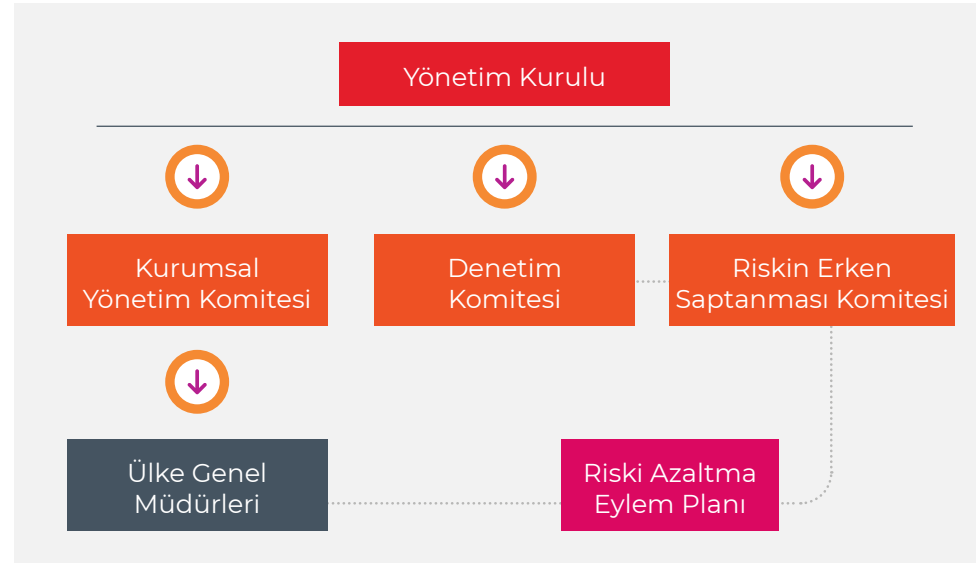 Yönetim Kurulu
Kurumsal
Yönetim Komitesi
Denetim
Komitesi
Riskin Erken
Saptanması Komitesi
Ülke Genel
Müdürleri
Riski Azaltma
Eylem Planı